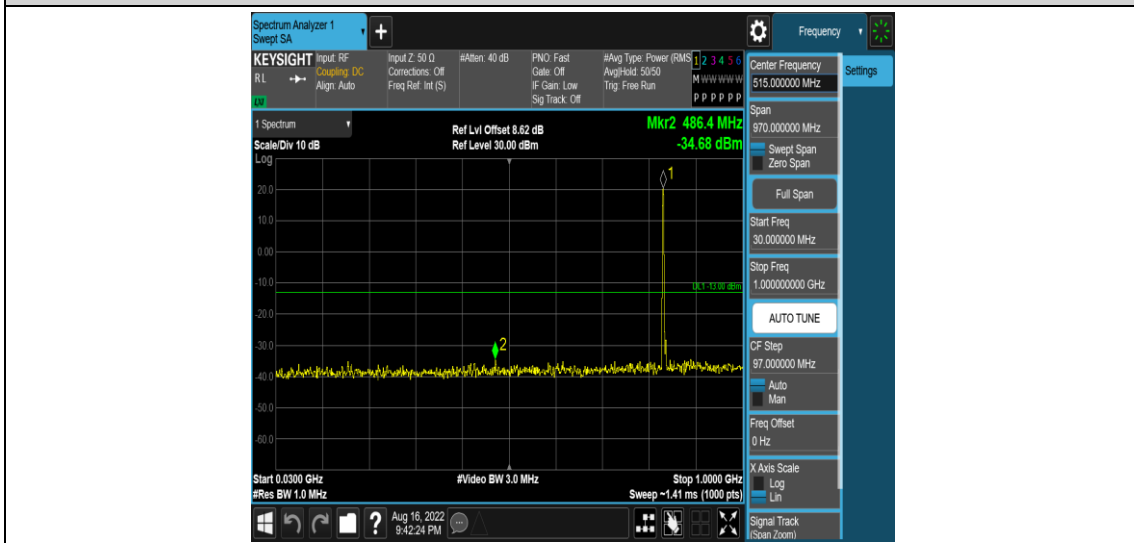 Spectrum Analyzer 1
Swept SA
+
Frequency
KEYSIGHT
RL
LXI
Input: RF
Coupling: DC
Align: Auto
Input Z: 50 Ω
Corrections: Off
Freq Ref: Int (S)
#Atten: 40 dB
PNO: Fast
Gate: Off
IF Gain: Low
Sig Track: Off
#Avg Type: Power (RMS
Avg|Hold: 50/50
Trig: Free Run
1 2 3 4 5 6
M W W W W W
P P P P P P
1 Spectrum
Scale/Div 10 dB
Log
Ref Lvl Offset 8.62 dB
Ref Level 30.00 dBm
Mkr2 486.4 MHz
-34.68 dBm
1
20.0
10.0
0.00
-10.0
DL1 -13.00 dBm
-20.0
-30.0
2
-40.0
-50.0
-60.0
Start 0.0300 GHz
#Res BW 1.0 MHz
#Video BW 3.0 MHz
Stop 1.0000 GHz
Sweep ~1.41 ms (1000 pts)
Center Frequency
515.000000 MHz
Settings
Span
970.000000 MHz
Swept Span
Zero Span
Full Span
Start Freq
30.000000 MHz
Stop Freq
1.000000000 GHz
AUTO TUNE
CF Step
97.000000 MHz
Auto
Man
Freq Offset
0 Hz
X Axis Scale
Log
Lin
Signal Track
(Span Zoom)
?
Aug 16, 2022
9:42:24 PM